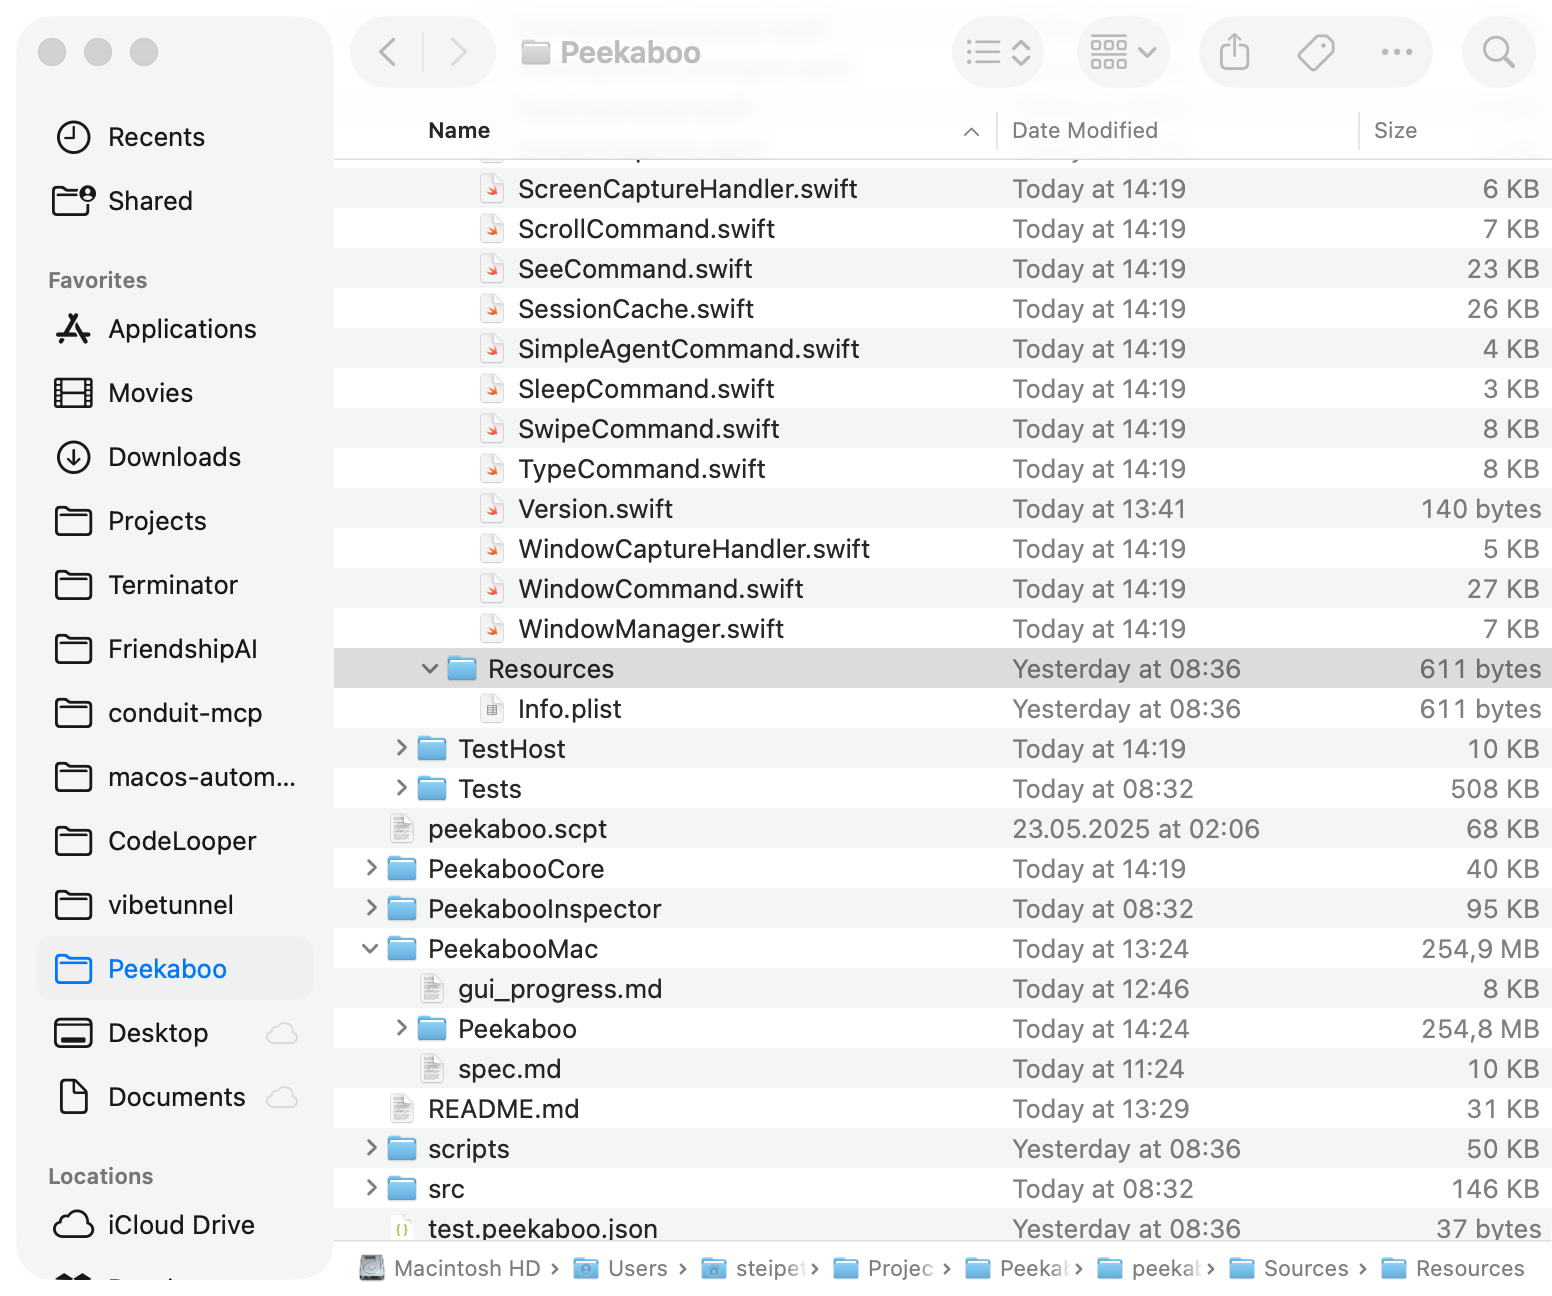 Peekaboo
Recents
Shared
Favorites
Applications
Movies
Downloads
Projects
Terminator
FriendshipAI
conduit-mcp
macos-autom...
CodeLooper
vibetunnel
Peekaboo
Desktop
Documents
Locations
iCloud Drive
Name Date Modified Size
ScreenCaptureHandler.swift Today at 14:19 6 KB
ScrollCommand.swift Today at 14:19 7 KB
SeeCommand.swift Today at 14:19 23 KB
SessionCache.swift Today at 14:19 26 KB
SimpleAgentCommand.swift Today at 14:19 4 KB
SleepCommand.swift Today at 14:19 3 KB
SwipeCommand.swift Today at 14:19 8 KB
TypeCommand.swift Today at 14:19 8 KB
Version.swift Today at 13:41 140 bytes
WindowCaptureHandler.swift Today at 14:19 5 KB
WindowCommand.swift Today at 14:19 27 KB
WindowManager.swift Today at 14:19 7 KB
Resources Yesterday at 08:36 611 bytes
Info.plist Yesterday at 08:36 611 bytes
TestHost Today at 14:19 10 KB
Tests Today at 08:32 508 KB
peekaboo.scpt 23.05.2025 at 02:06 68 KB
PeekabooCore Today at 14:19 40 KB
PeekabooInspector Today at 08:32 95 KB
PeekabooMac Today at 13:24 254,9 MB
gui_progress.md Today at 12:46 8 KB
Peekaboo Today at 14:24 254,8 MB
spec.md Today at 11:24 10 KB
README.md Today at 13:29 31 KB
scripts Yesterday at 08:36 50 KB
src Today at 08:32 146 KB
test.peekaboo.json Yesterday at 08:36 37 bytes
Macintosh HD › Users › steipet › Projec › Peekab › peekab › Sources › Resources